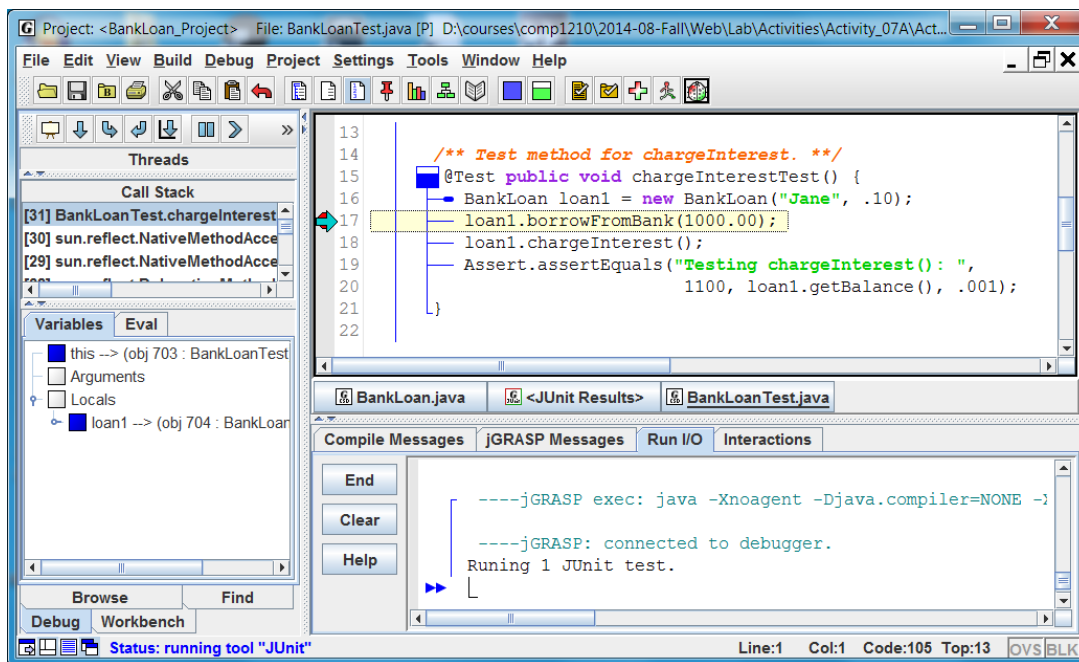 Project: <BankLoan_Project> File: BankLoanTest.java [P] D:\courses\comp1210\2014-08-Fall\Web\Lab\Activities\Activity_07A\Act...
File Edit View Build Debug Project Settings Tools Window Help
Threads
Call Stack
[31] BankLoanTest.chargeInterest
[30] sun.reflect.NativeMethodAcce
[29] sun.reflect.NativeMethodAcce
Variables Eval
this --> (obj 703 : BankLoanTest
Arguments
Locals
loan1 --> (obj 704 : BankLoan
Browse Find
Debug Workbench
13
14 /** Test method for chargeInterest. **/
15 @Test public void chargeInterestTest() {
16 BankLoan loan1 = new BankLoan("Jane", .10);
17 loan1.borrowFromBank(1000.00);
18 loan1.chargeInterest();
19 Assert.assertEquals("Testing chargeInterest(): ",
20 1100, loan1.getBalance(), .001);
21 }
22
BankLoan.java <JUnit Results> BankLoanTest.java
Compile Messages jGRASP Messages Run I/O Interactions
End
Clear
Help
----jGRASP exec: java -Xnoagent -Djava.compiler=NONE -X
----jGRASP: connected to debugger.
Runing 1 JUnit test.
Status: running tool "JUnit"
Line:1 Col:1 Code:105 Top:13 OVS BLK